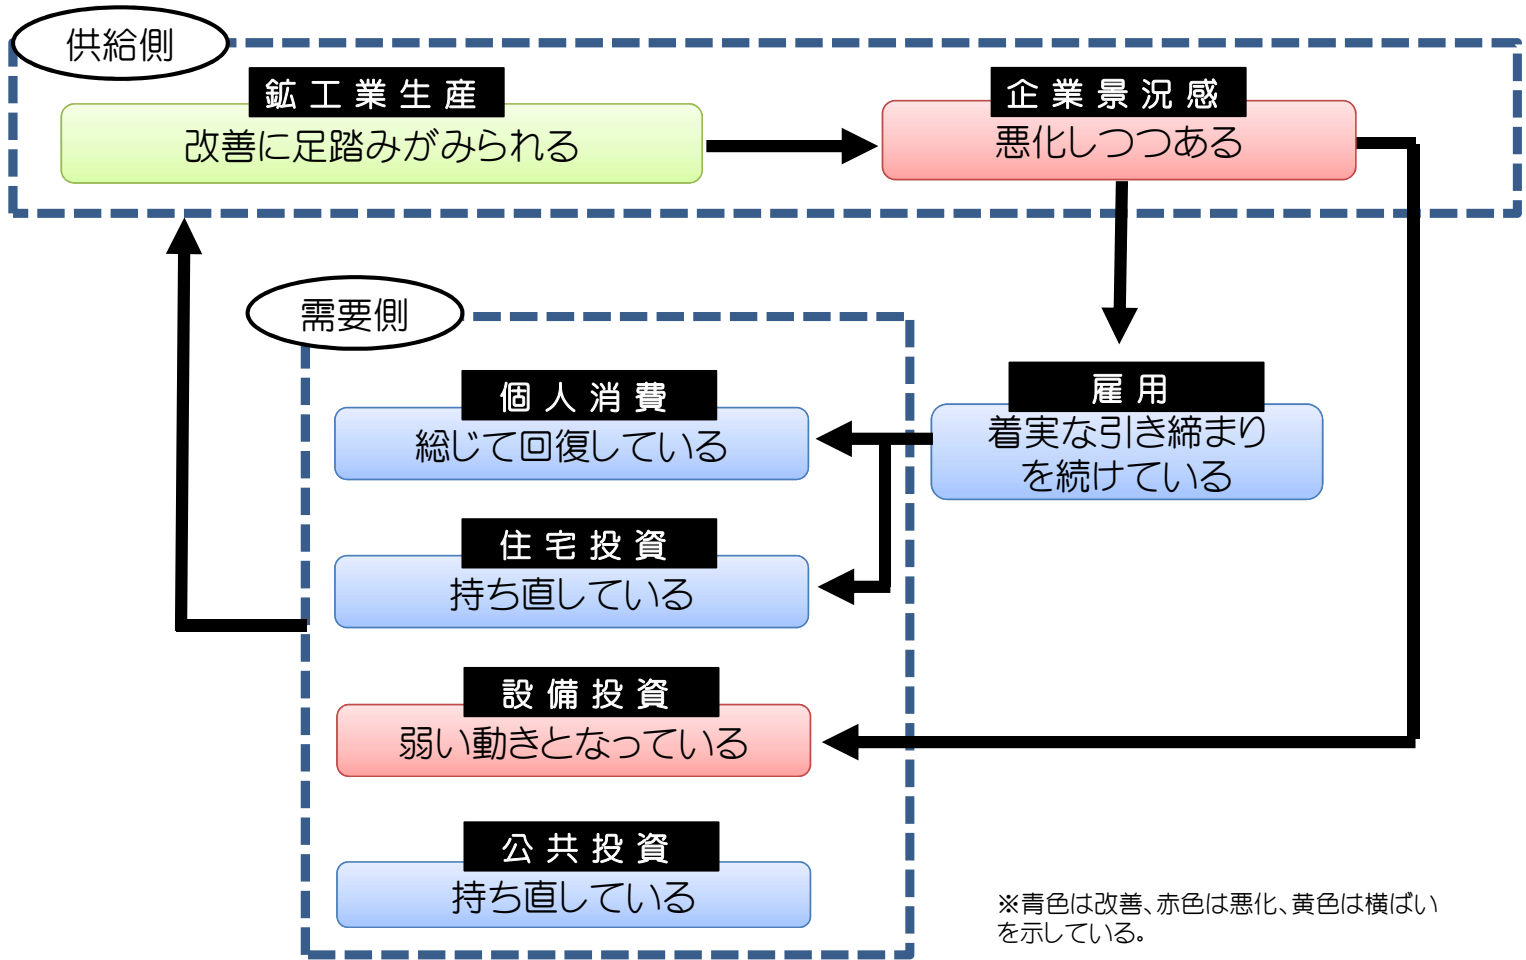 供給側
鉱工業生産
改善に足踏みがみられる
企業景況感
悪化しつつある
需要側
個人消費
総じて回復している
雇用
着実な引き締まり
を続けている
住宅投資
持ち直している
設備投資
弱い動きとなっている
公共投資
持ち直している
※青色は改善、赤色は悪化、黄色は横ばい
を示している。